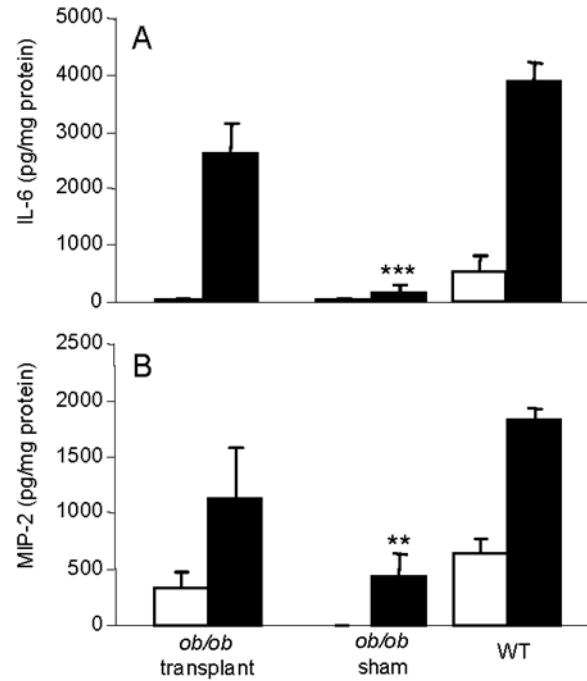 A
IL-6 (pg/mg protein)
5000
4000
3000
2000
1000
0
***
B
MIP-2 (pg/mg protein)
2500
2000
1500
1000
500
0
**
ob/ob
transplant
ob/ob
sham
WT